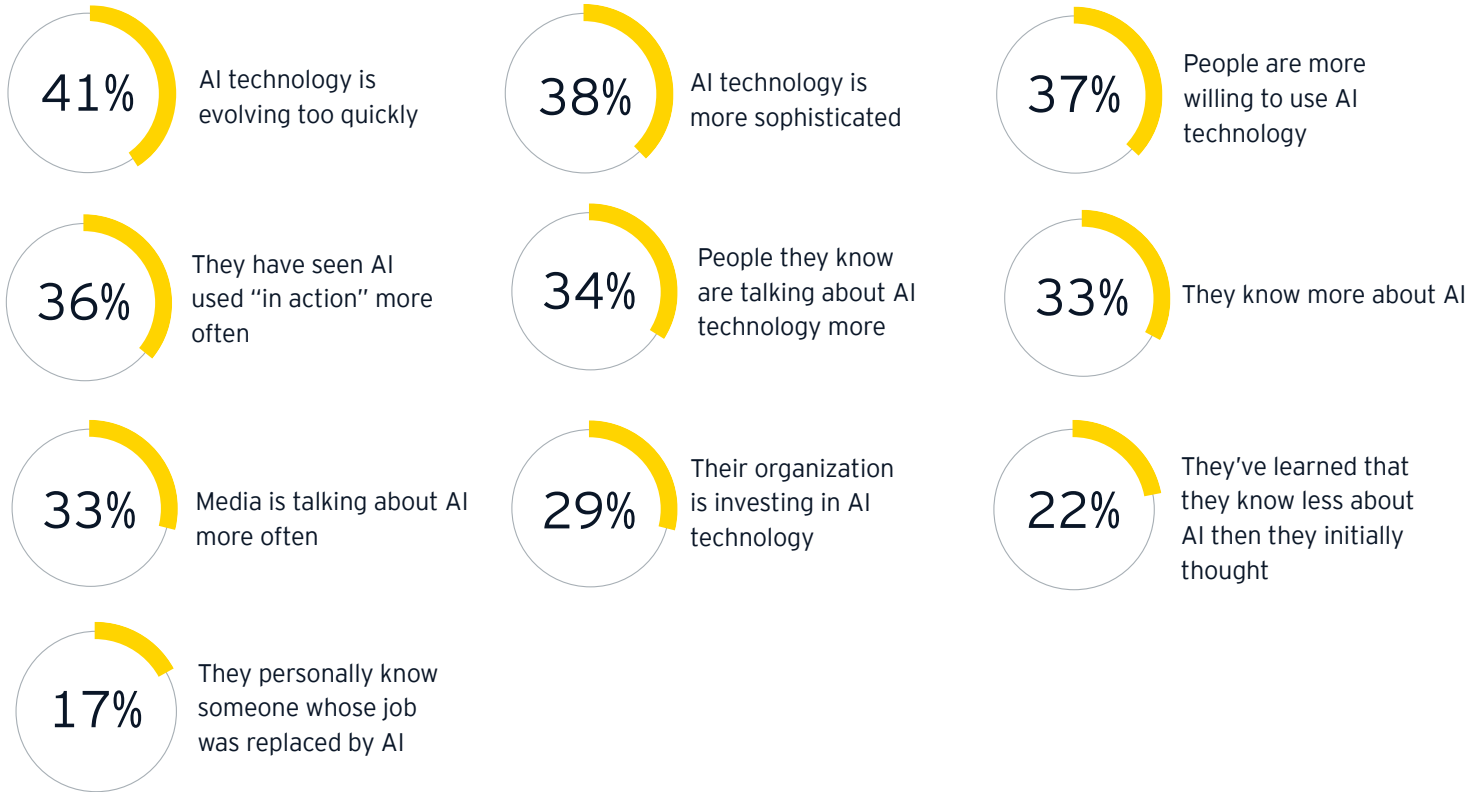 41%
AI technology is
evolving too quickly
38%
AI technology is
more sophisticated
37%
People are more
willing to use AI
technology
36%
They have seen AI
used “in action” more
often
34%
People they know
are talking about AI
technology more
33%
They know more about AI
33%
Media is talking about AI
more often
29%
Their organization
is investing in AI
technology
22%
They’ve learned that
they know less about
AI then they initially
thought
17%
They personally know
someone whose job
was replaced by AI